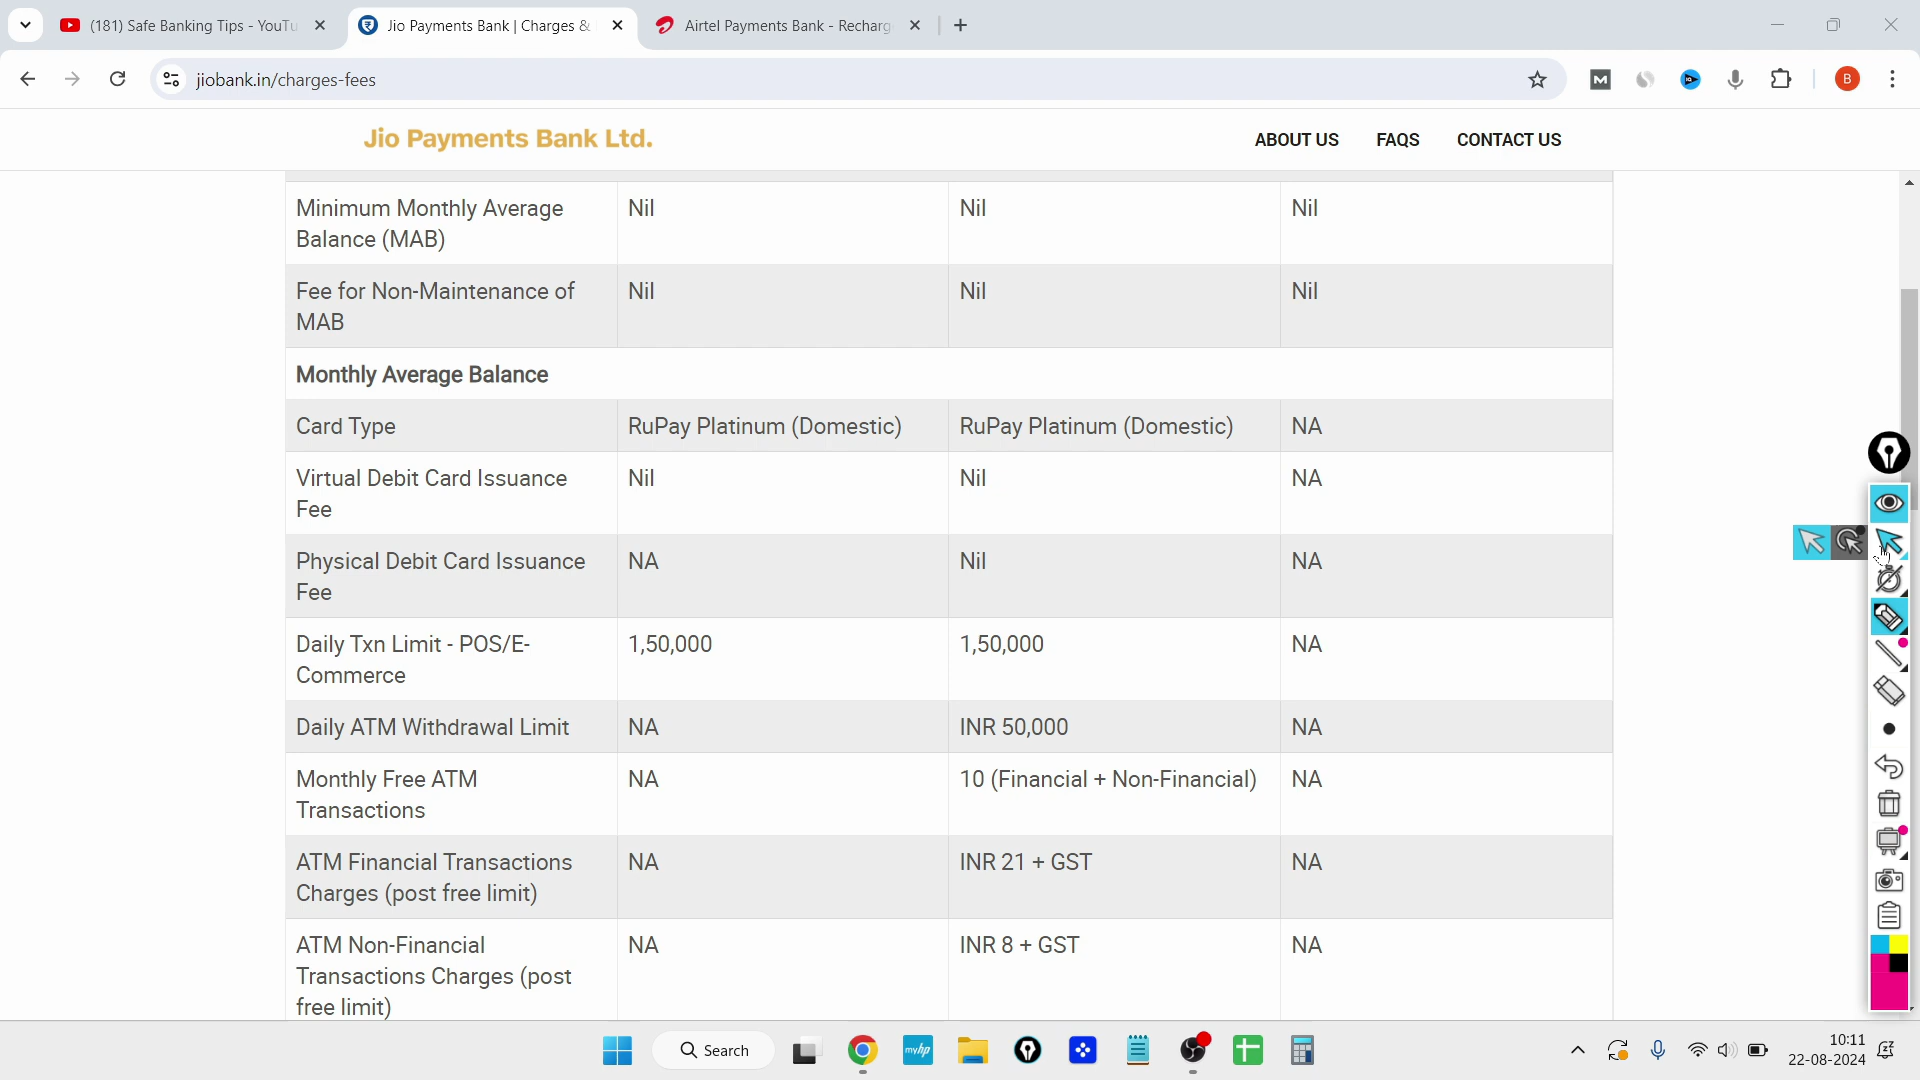 (181) Safe Banking Tips - YouTu
Jio Payments Bank | Charges &
Airtel Payments Bank - Recharg
jiobank.in/charges-fees
B
Jio Payments Bank Ltd.
ABOUT US FAQS CONTACT US
Minimum Monthly Average Nil Nil Nil
Balance (MAB)
Fee for Non-Maintenance of Nil Nil Nil
MAB
Monthly Average Balance
Card Type RuPay Platinum (Domestic) RuPay Platinum (Domestic) NA
Virtual Debit Card Issuance Nil Nil NA
Fee
Physical Debit Card Issuance NA Nil NA
Fee
Daily Txn Limit - POS/E- 1,50,000 1,50,000 NA
Commerce
Daily ATM Withdrawal Limit NA INR 50,000 NA
Monthly Free ATM NA 10 (Financial + Non-Financial) NA
Transactions
ATM Financial Transactions NA INR 21 + GST NA
Charges (post free limit)
ATM Non-Financial NA INR 8 + GST NA
Transactions Charges (post
free limit)
Search
myhp
10:11
22-08-2024